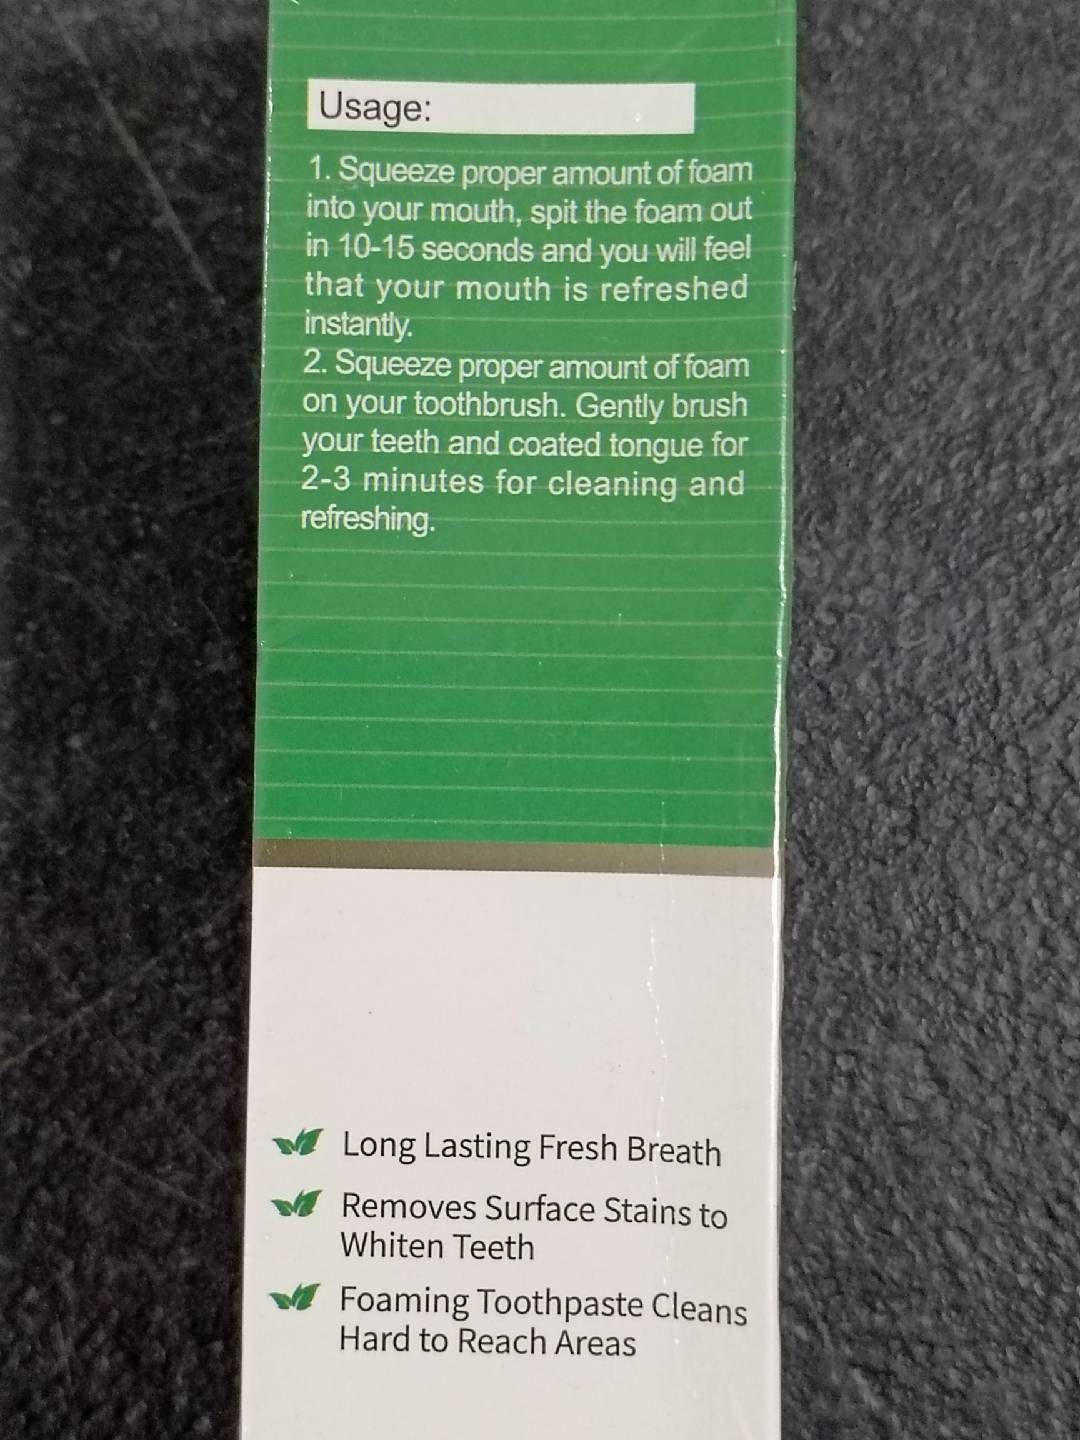 Usage:
1. Squeeze proper amount of foam
into your mouth, spit the foam out
in 10-15 seconds and you will feel
that your mouth is refreshed
instantly.
2. Squeeze proper amount of foam
on your toothbrush. Gently brush
your teeth and coated tongue for
2-3 minutes for cleaning and
refreshing.
Long Lasting Fresh Breath
Removes Surface Stains to
Whiten Teeth
Foaming Toothpaste Cleans
Hard to Reach Areas